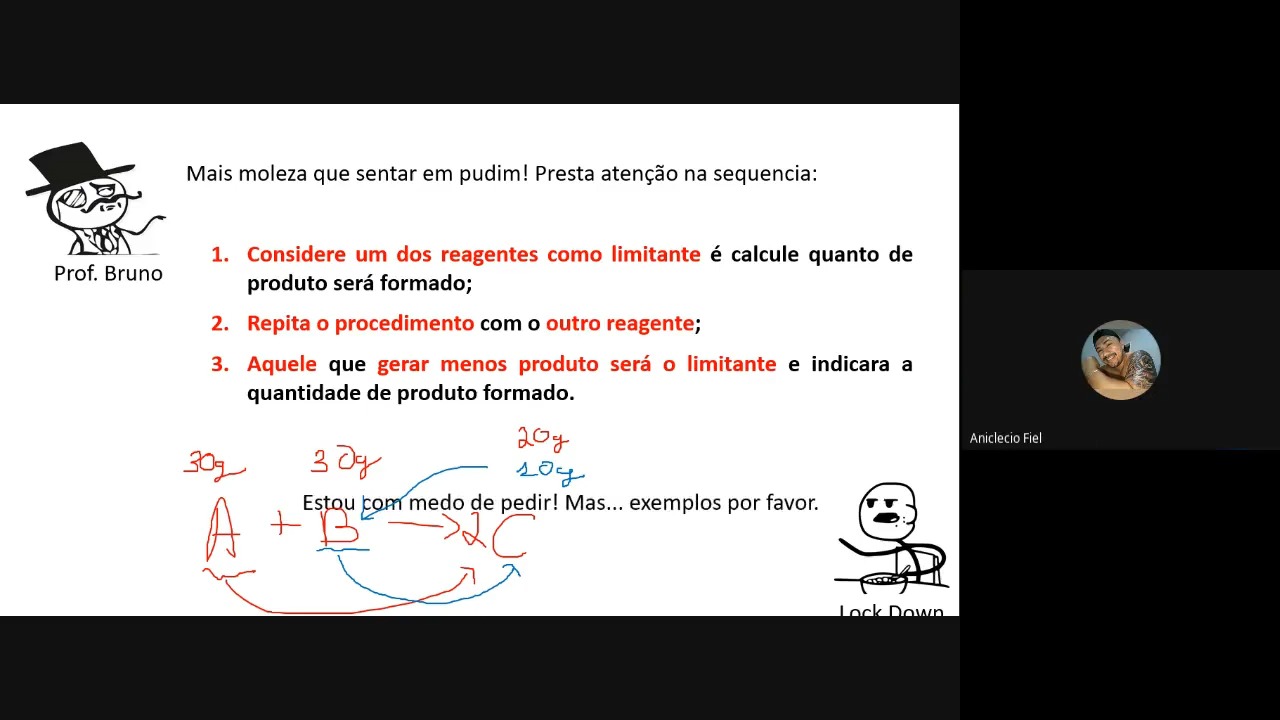 Mais moleza que sentar em pudim! Presta atenção na sequencia:
Prof. Bruno
1. Considere um dos reagentes como limitante é calcule quanto de
produto será formado;
2. Repita o procedimento com o outro reagente;
3. Aquele que gerar menos produto será o limitante e indicara a
quantidade de produto formado.
30g 30g 20g
10g
Estou com medo de pedir! Mas... exemplos por favor.
A + B → 2C
Lock Down
Aniclecio Fiel